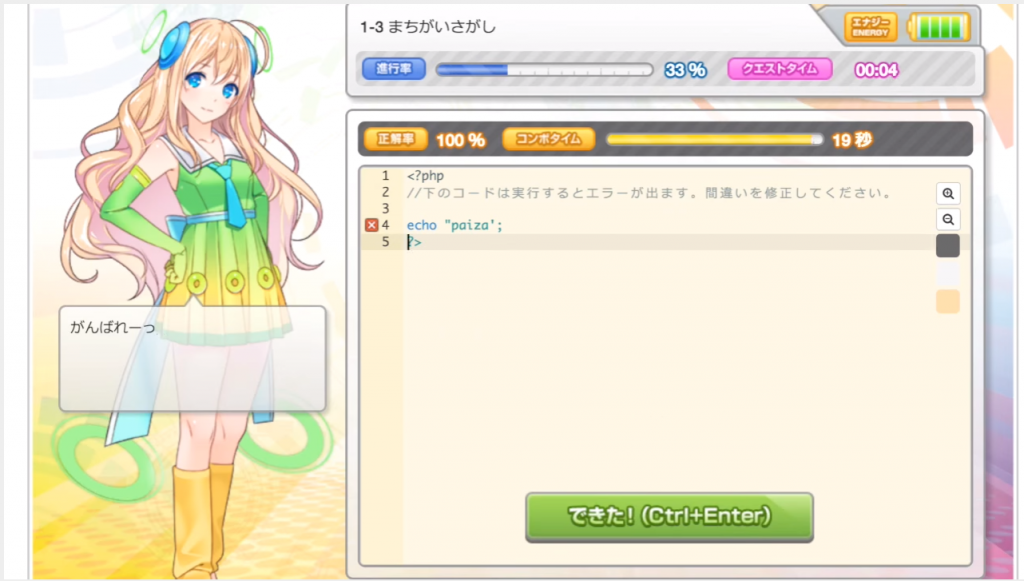 1-3 まちがいさがし
エナジー
ENERGY
進行率 33 % クエストタイム 00:04
正解率 100 % コンボタイム 19 秒
1 <?php
2 //下のコードは実行するとエラーが出ます。間違いを修正してください。
3
4 echo "paiza';
5 ?>
がんばれーっ
できた!(Ctrl+Enter)